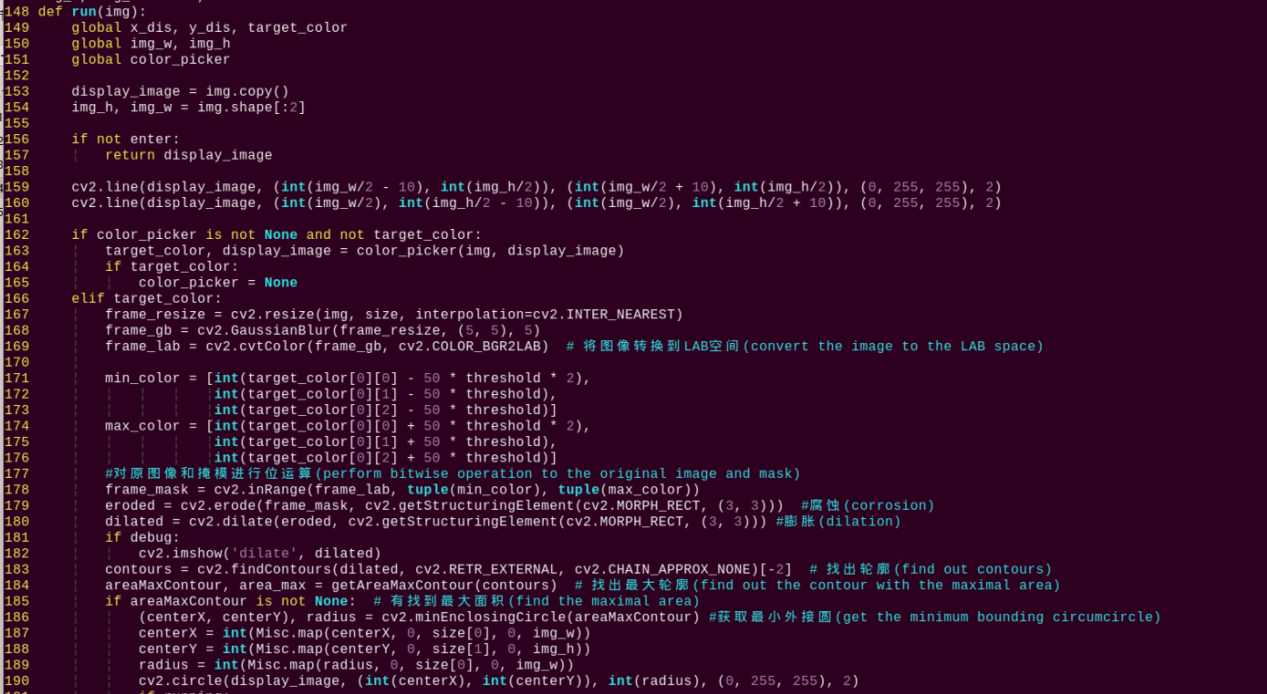 148 def run(img):
149     global x_dis, y_dis, target_color
150     global img_w, img_h
151     global color_picker
152
153     display_image = img.copy()
154     img_h, img_w = img.shape[:2]
155
156     if not enter:
157         return display_image
158
159     cv2.line(display_image, (int(img_w/2 - 10), int(img_h/2)), (int(img_w/2 + 10), int(img_h/2)), (0, 255, 255), 2)
160     cv2.line(display_image, (int(img_w/2), int(img_h/2 - 10)), (int(img_w/2), int(img_h/2 + 10)), (0, 255, 255), 2)
161
162     if color_picker is not None and not target_color:
163         target_color, display_image = color_picker(img, display_image)
164         if target_color:
165             color_picker = None
166     elif target_color:
167         frame_resize = cv2.resize(img, size, interpolation=cv2.INTER_NEAREST)
168         frame_gb = cv2.GaussianBlur(frame_resize, (5, 5), 5)
169         frame_lab = cv2.cvtColor(frame_gb, cv2.COLOR_BGR2LAB)  # 将图像转换到LAB空间(convert the image to the LAB space)
170
171         min_color = [int(target_color[0][0] - 50 * threshold * 2),
172                      int(target_color[0][1] - 50 * threshold),
173                      int(target_color[0][2] - 50 * threshold)]
174         max_color = [int(target_color[0][0] + 50 * threshold * 2),
175                      int(target_color[0][1] + 50 * threshold),
176                      int(target_color[0][2] + 50 * threshold)]
177         #对原图像和掩模进行位运算(perform bitwise operation to the original image and mask)
178         frame_mask = cv2.inRange(frame_lab, tuple(min_color), tuple(max_color))
179         eroded = cv2.erode(frame_mask, cv2.getStructuringElement(cv2.MORPH_RECT, (3, 3)))  #腐蚀(corrosion)
180         dilated = cv2.dilate(eroded, cv2.getStructuringElement(cv2.MORPH_RECT, (3, 3))) #膨胀(dilation)
181         if debug:
182             cv2.imshow('dilate', dilated)
183         contours = cv2.findContours(dilated, cv2.RETR_EXTERNAL, cv2.CHAIN_APPROX_NONE)[-2]  # 找出轮廓(find out contours)
184         areaMaxContour, area_max = getAreaMaxContour(contours)  # 找出最大轮廓(find out the contour with the maximal area)
185         if areaMaxContour is not None:  # 有找到最大面积(find the maximal area)
186             (centerX, centerY), radius = cv2.minEnclosingCircle(areaMaxContour) #获取最小外接圆(get the minimum bounding circumcircle)
187             centerX = int(Misc.map(centerX, 0, size[0], 0, img_w))
188             centerY = int(Misc.map(centerY, 0, size[1], 0, img_h))
189             radius = int(Misc.map(radius, 0, size[0], 0, img_w))
190             cv2.circle(display_image, (int(centerX), int(centerY)), int(radius), (0, 255, 255), 2)